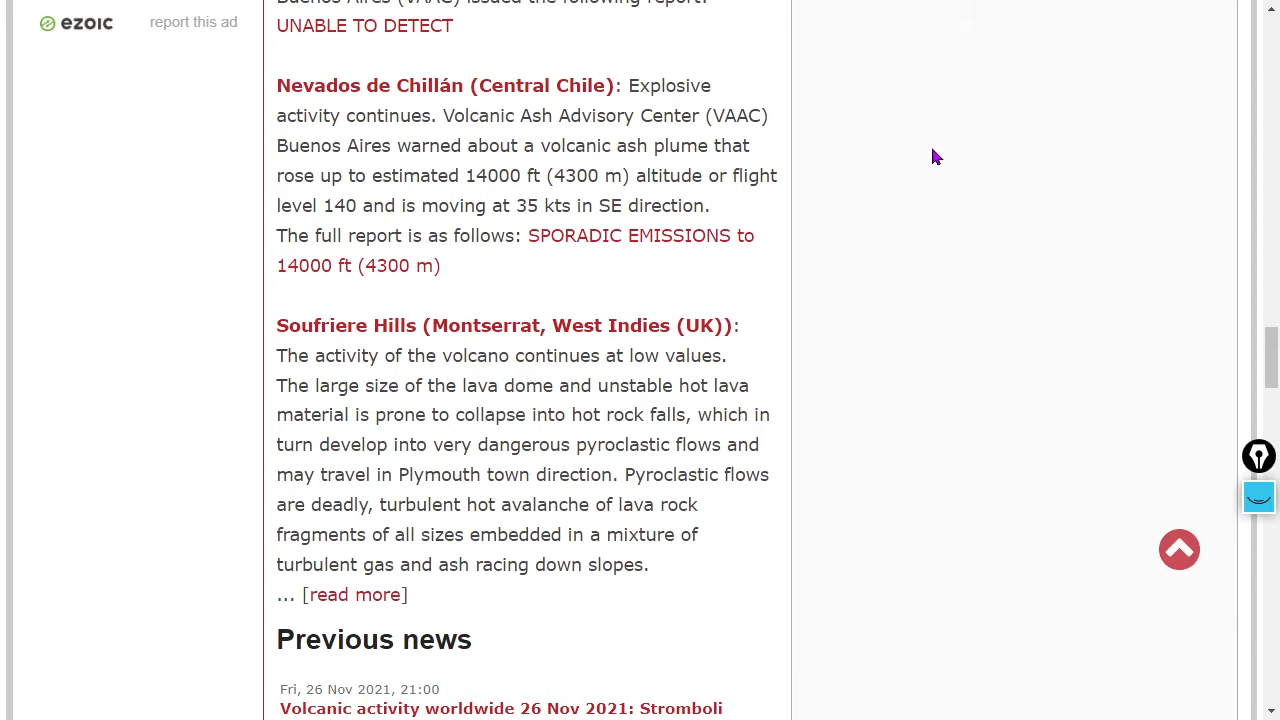 ezoic
report this ad
Buenos Aires (VAAC) issued the following report:
UNABLE TO DETECT
Nevados de Chillán (Central Chile): Explosive
activity continues. Volcanic Ash Advisory Center (VAAC)
Buenos Aires warned about a volcanic ash plume that
rose up to estimated 14000 ft (4300 m) altitude or flight
level 140 and is moving at 35 kts in SE direction.
The full report is as follows: SPORADIC EMISSIONS to
14000 ft (4300 m)
Soufriere Hills (Montserrat, West Indies (UK)):
The activity of the volcano continues at low values.
The large size of the lava dome and unstable hot lava
material is prone to collapse into hot rock falls, which in
turn develop into very dangerous pyroclastic flows and
may travel in Plymouth town direction. Pyroclastic flows
are deadly, turbulent hot avalanche of lava rock
fragments of all sizes embedded in a mixture of
turbulent gas and ash racing down slopes.
... [read more]
Previous news
Fri, 26 Nov 2021, 21:00
Volcanic activity worldwide 26 Nov 2021: Stromboli